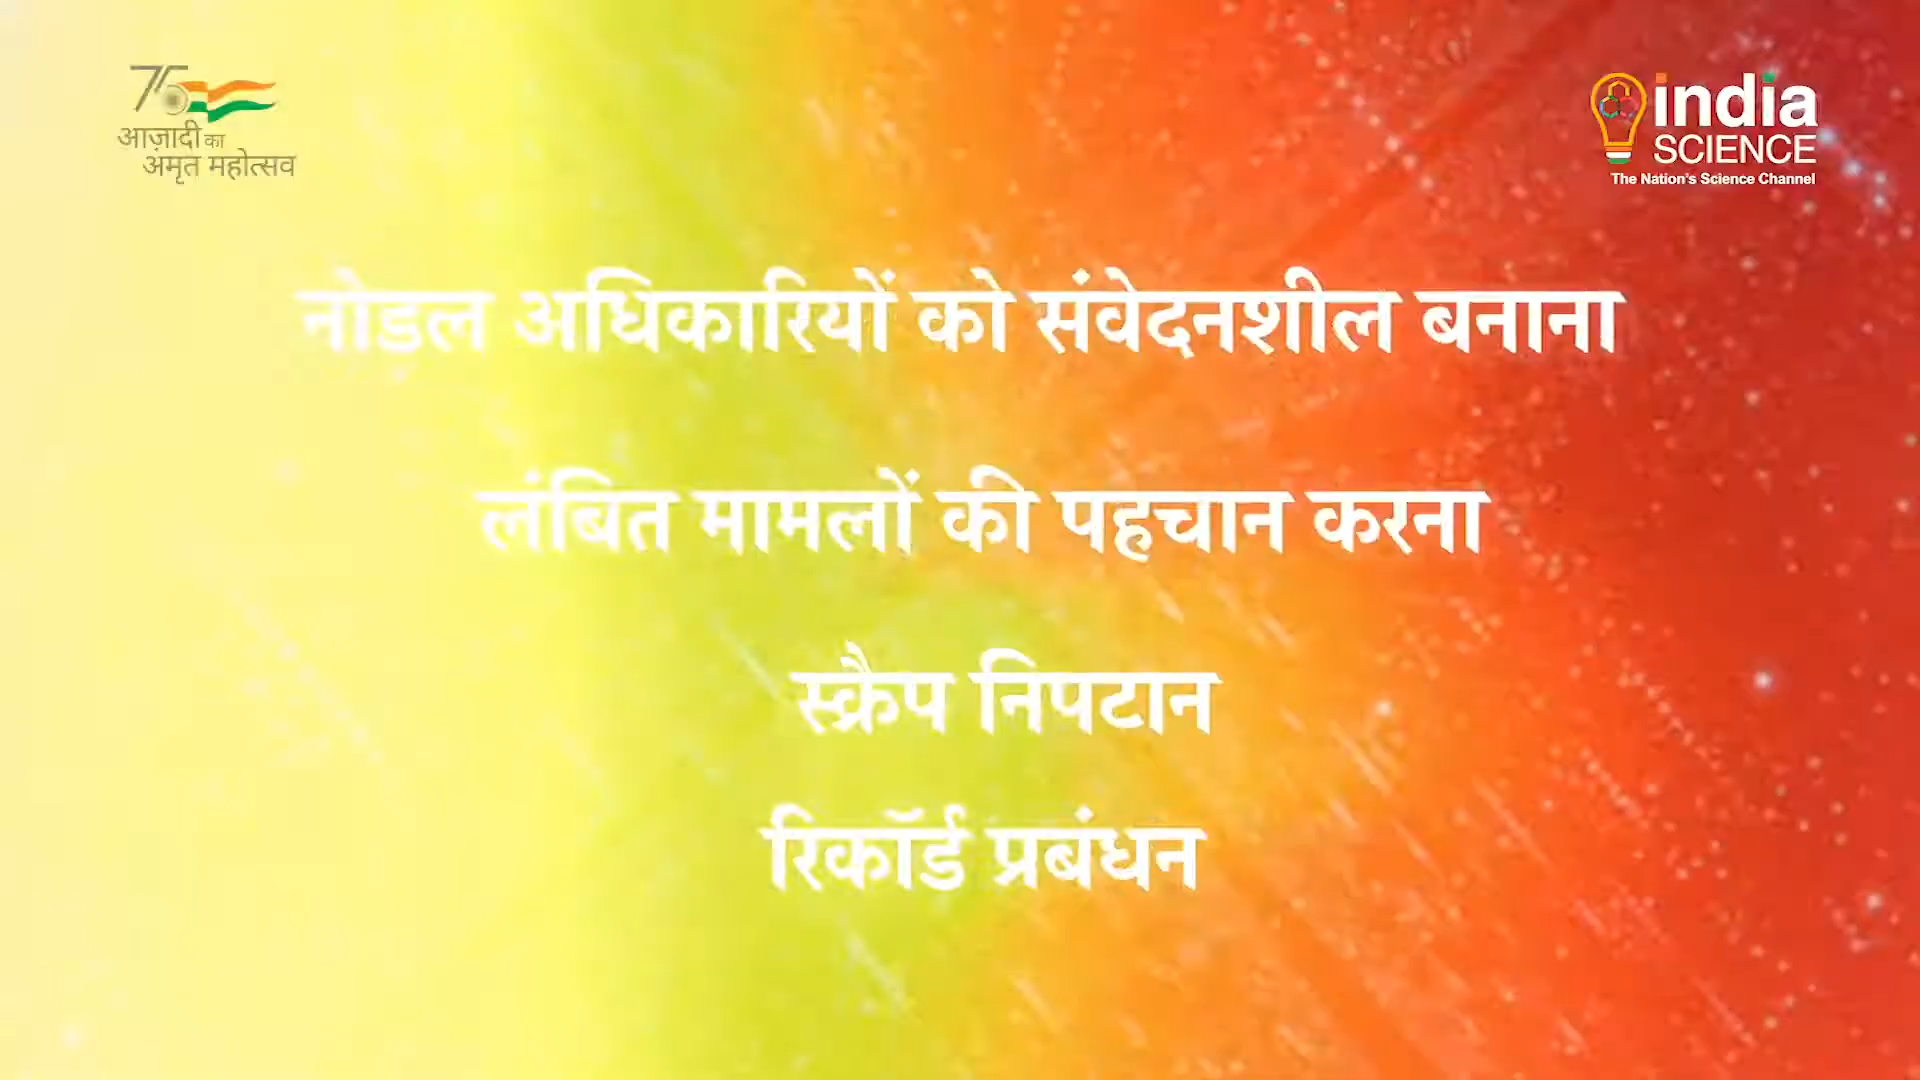 75
आज़ादी का
अमृत महोत्सव
india
SCIENCE
The Nation's Science Channel
नोडल अधिकारियों को संवेदनशील बनाना
लंबित मामलों की पहचान करना
स्क्रैप निपटान
रिकॉर्ड प्रबंधन